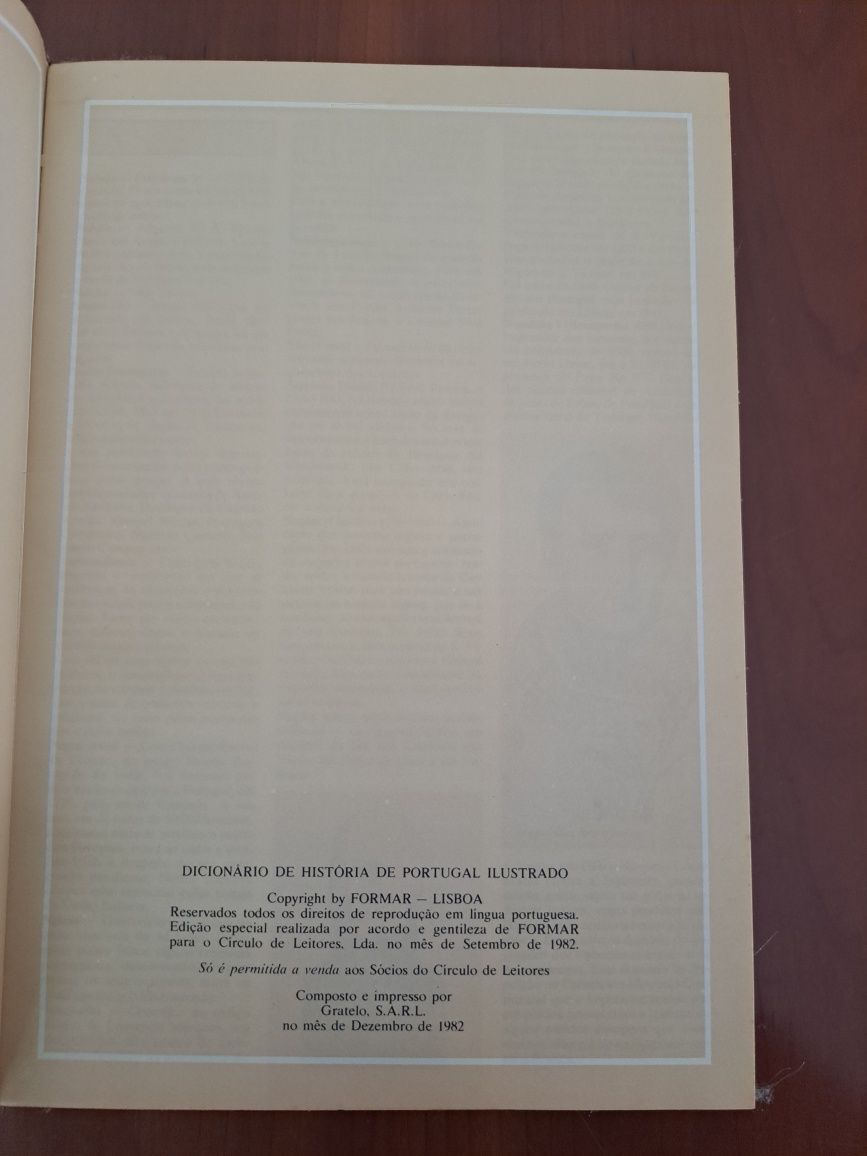 DICIONÁRIO DE HISTÓRIA DE PORTUGAL ILUSTRADO
Copyright by FORMAR — LISBOA
Reservados todos os direitos de reprodução em língua portuguesa.
Edição especial realizada por acordo e gentileza de FORMAR
para o Círculo de Leitores, Lda. no mês de Setembro de 1982.
Só é permitida a venda aos Sócios do Círculo de Leitores
Composto e impresso por
Gratelo, S.A.R.L.
no mês de Dezembro de 1982